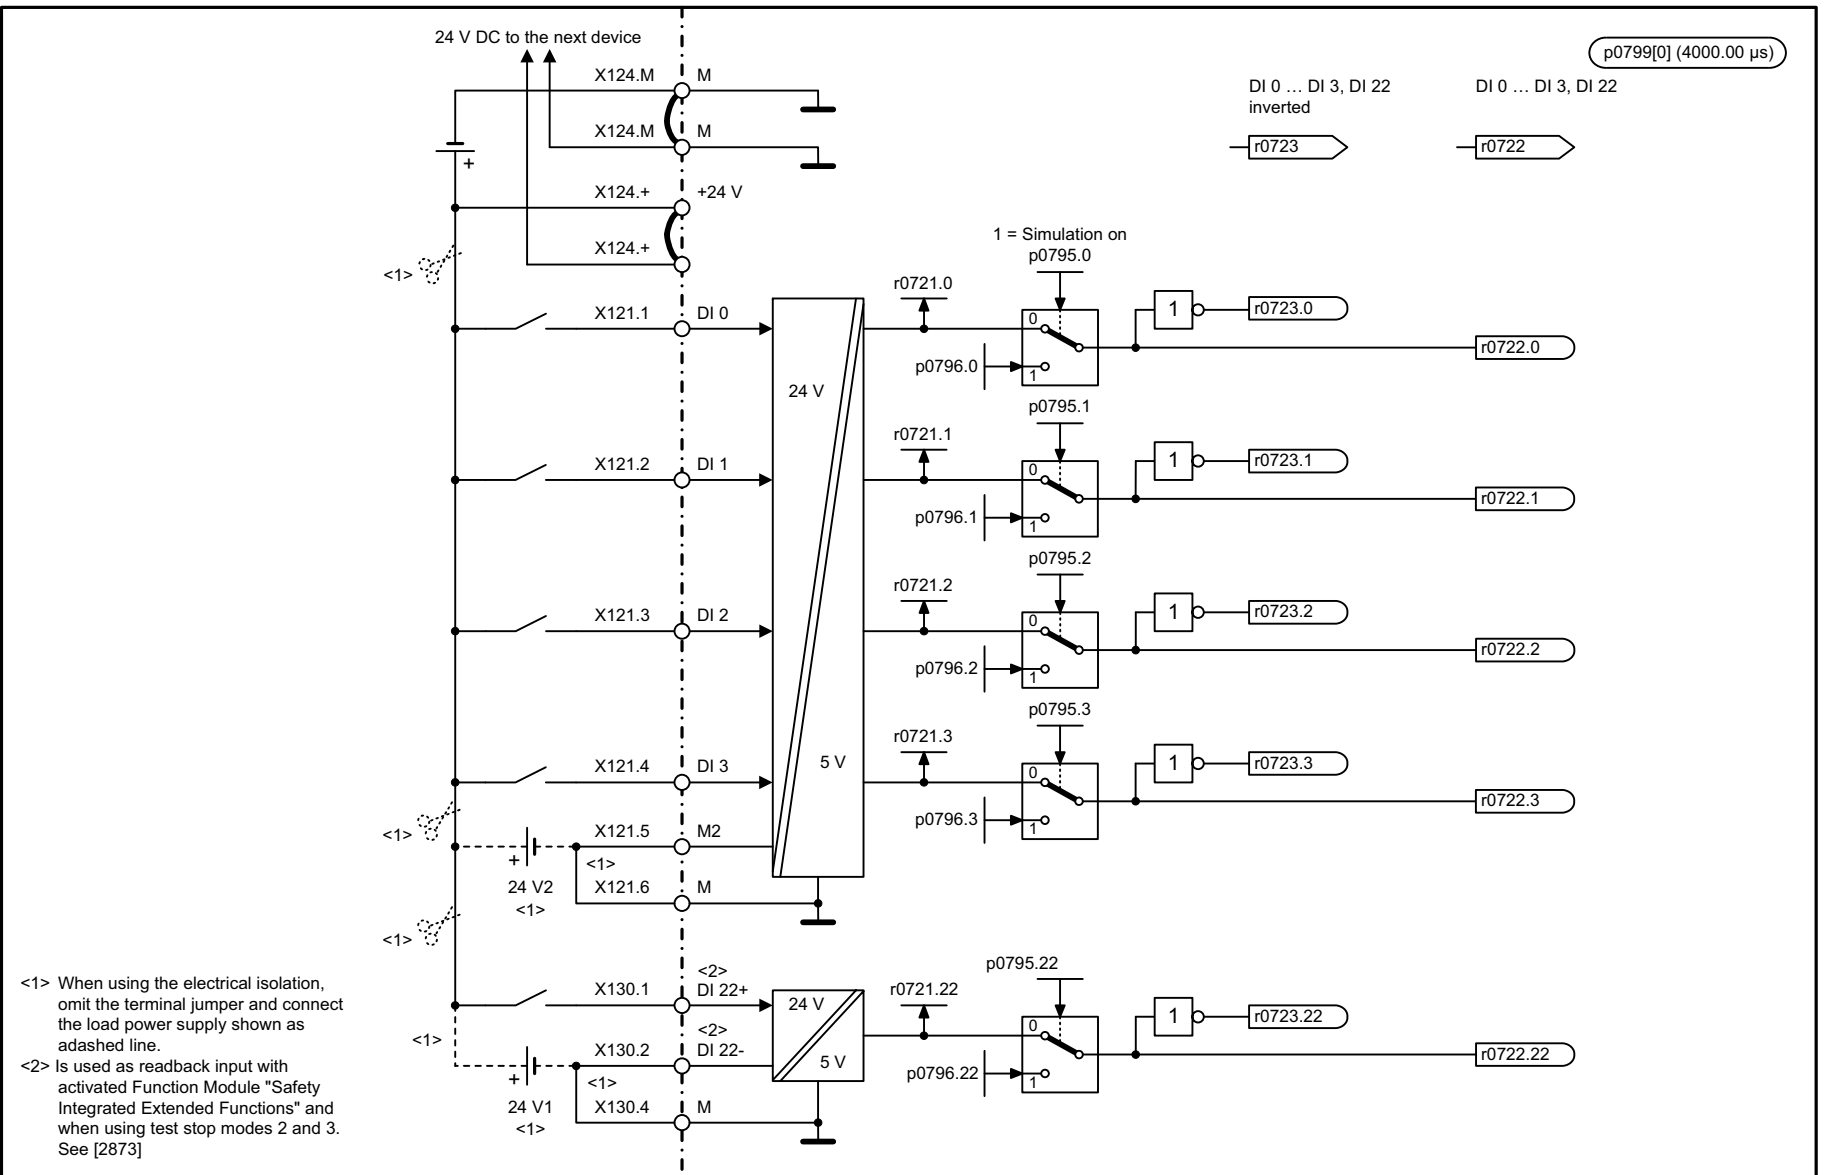 24 V DC to the next device
p0799[0] (4000.00 µs)
X124.M M
DI 0 … DI 3, DI 22
inverted
DI 0 … DI 3, DI 22
X124.M M
r0723
r0722
+
X124.+ +24 V
X124.+
<1>
1 = Simulation on
p0795.0
r0721.0
X121.1 DI 0
0
1
r0723.0
r0722.0
p0796.0
1
24 V
p0795.1
r0721.1
X121.2 DI 1
0
1
r0723.1
r0722.1
p0796.1
1
p0795.2
r0721.2
X121.3 DI 2
0
1
r0723.2
r0722.2
p0796.2
1
p0795.3
r0721.3
X121.4 DI 3
5 V
0
1
r0723.3
r0722.3
p0796.3
1
<1>
X121.5 M2
+
<1>
24 V2
X121.6 M
<1>
<1>
p0795.22
<2>
X130.1 DI 22+
24 V
r0721.22
0
1
r0723.22
<2>
X130.2 DI 22-
5 V
r0722.22
p0796.22
1
<1>
+
<1>
24 V1
X130.4 M
<1>
<1> When using the electrical isolation,
omit the terminal jumper and connect
the load power supply shown as
adashed line.
<2> Is used as readback input with
activated Function Module "Safety
Integrated Extended Functions" and
when using test stop modes 2 and 3.
See [2873]